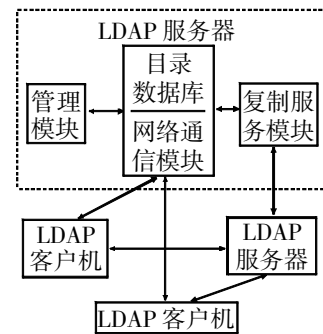 LDAP 服务器
目录
数据库
网络通
信模块
管理
模块
复制服
务模块
LDAP
客户机
LDAP
服务器
LDAP 客户机